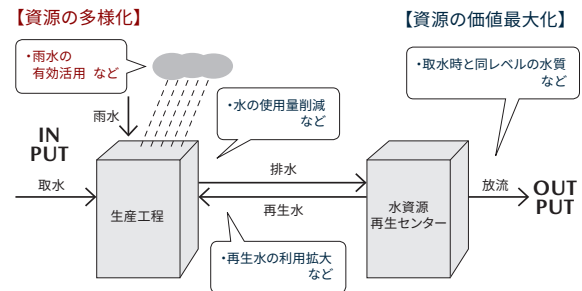 【資源の多様化】
【資源の価値最大化】
・雨水の
有効活用 など
・取水時と同レベルの水質
など
雨水
・水の使用量削減
など
IN
PUT
取水
生産工程
排水
再生水
水資源
再生センター
放流
OUT
PUT
・再生水の利用拡大
など